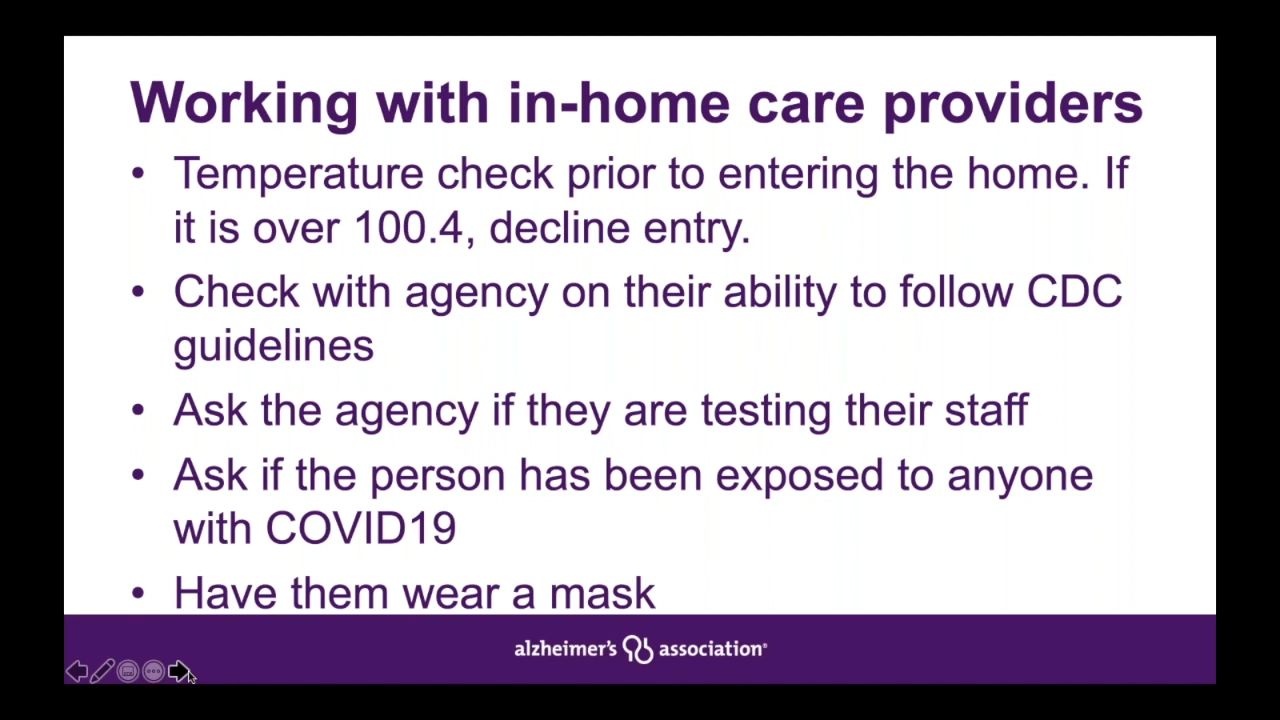 Working with in-home care providers
• Temperature check prior to entering the home. If
it is over 100.4, decline entry.
• Check with agency on their ability to follow CDC
guidelines
• Ask the agency if they are testing their staff
• Ask if the person has been exposed to anyone
with COVID19
• Have them wear a mask
alzheimer's association®